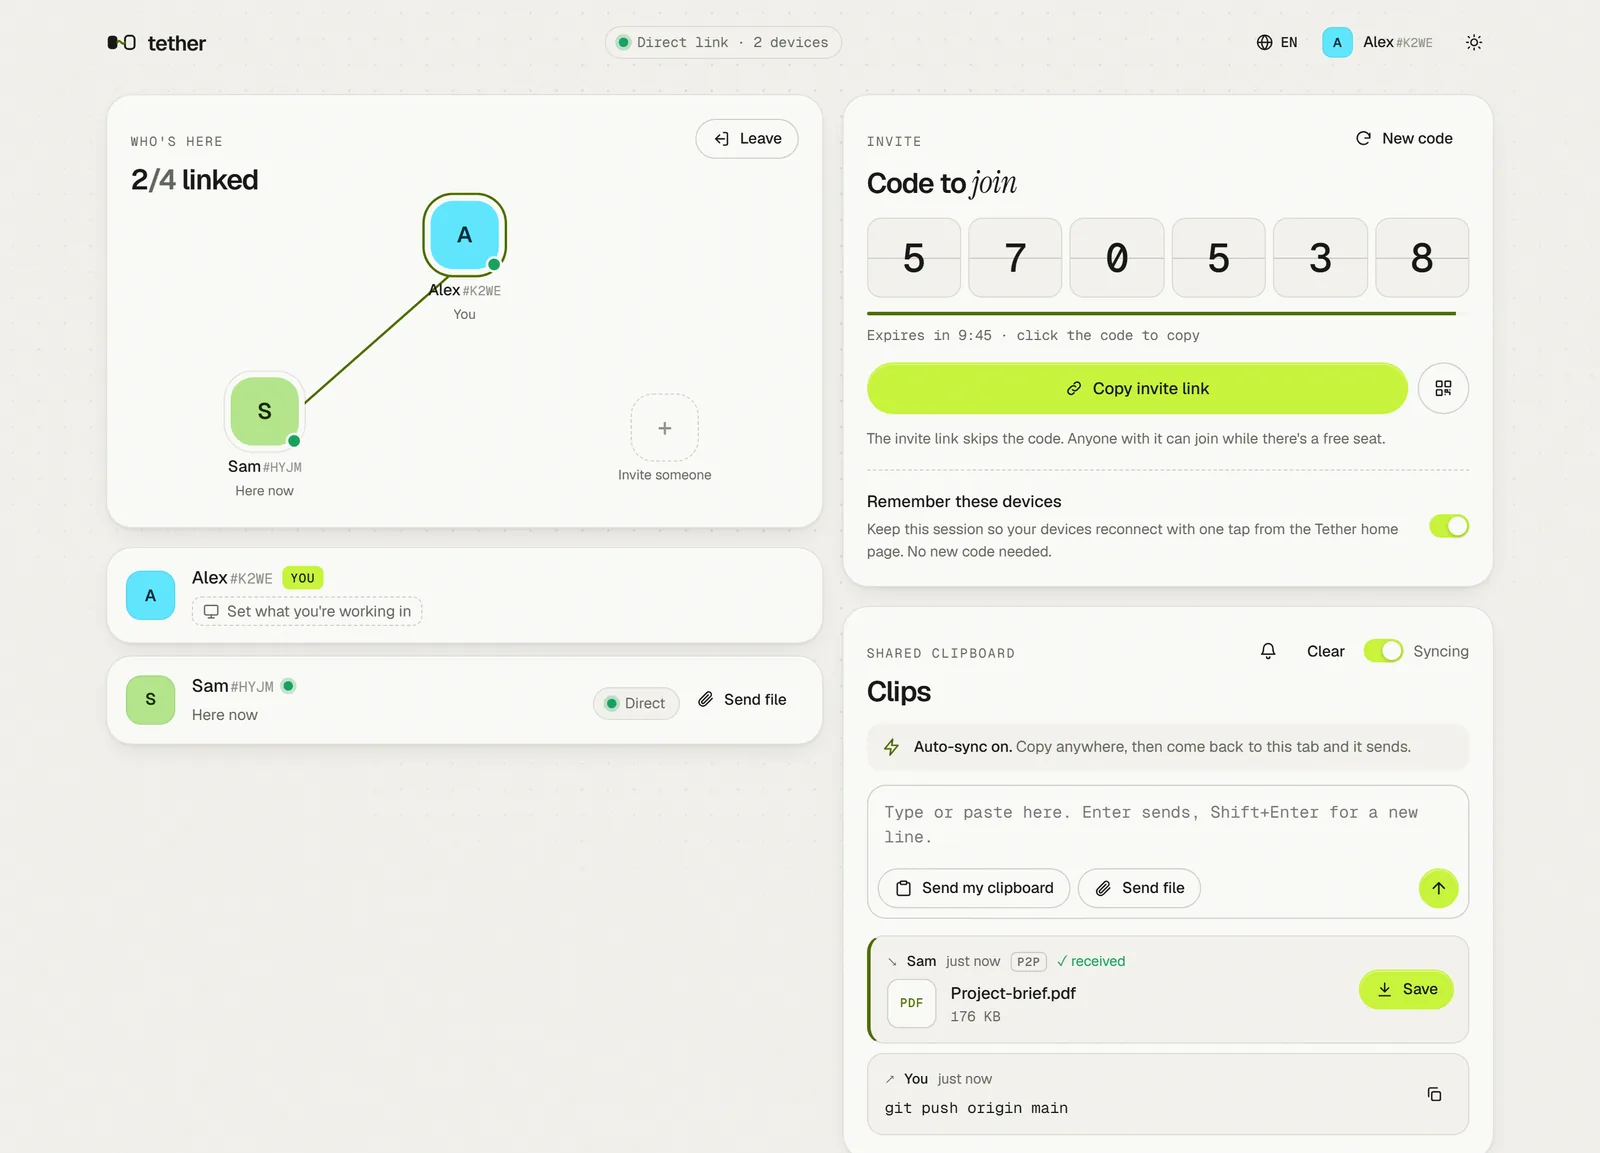 tether
Direct link · 2 devices
EN
A
Alex#K2WE
WHO'S HERE
Leave
2/4 linked
A
Alex#K2WE
You
S
Sam#HYJM
Here now
+
Invite someone
A
Alex#K2WE YOU
Set what you're working in
S
Sam#HYJM
Here now
Direct
Send file
INVITE
New code
Code to join
5 7 0 5 3 8
Expires in 9:45 · click the code to copy
Copy invite link
The invite link skips the code. Anyone with it can join while there's a free seat.
Remember these devices
Keep this session so your devices reconnect with one tap from the Tether home
page. No new code needed.
SHARED CLIPBOARD
Clear
Syncing
Clips
Auto-sync on. Copy anywhere, then come back to this tab and it sends.
Type or paste here. Enter sends, Shift+Enter for a new
line.
Send my clipboard
Send file
↘ Sam just now P2P ✓ received
PDF
Project-brief.pdf
176 KB
Save
↗ You just now
git push origin main